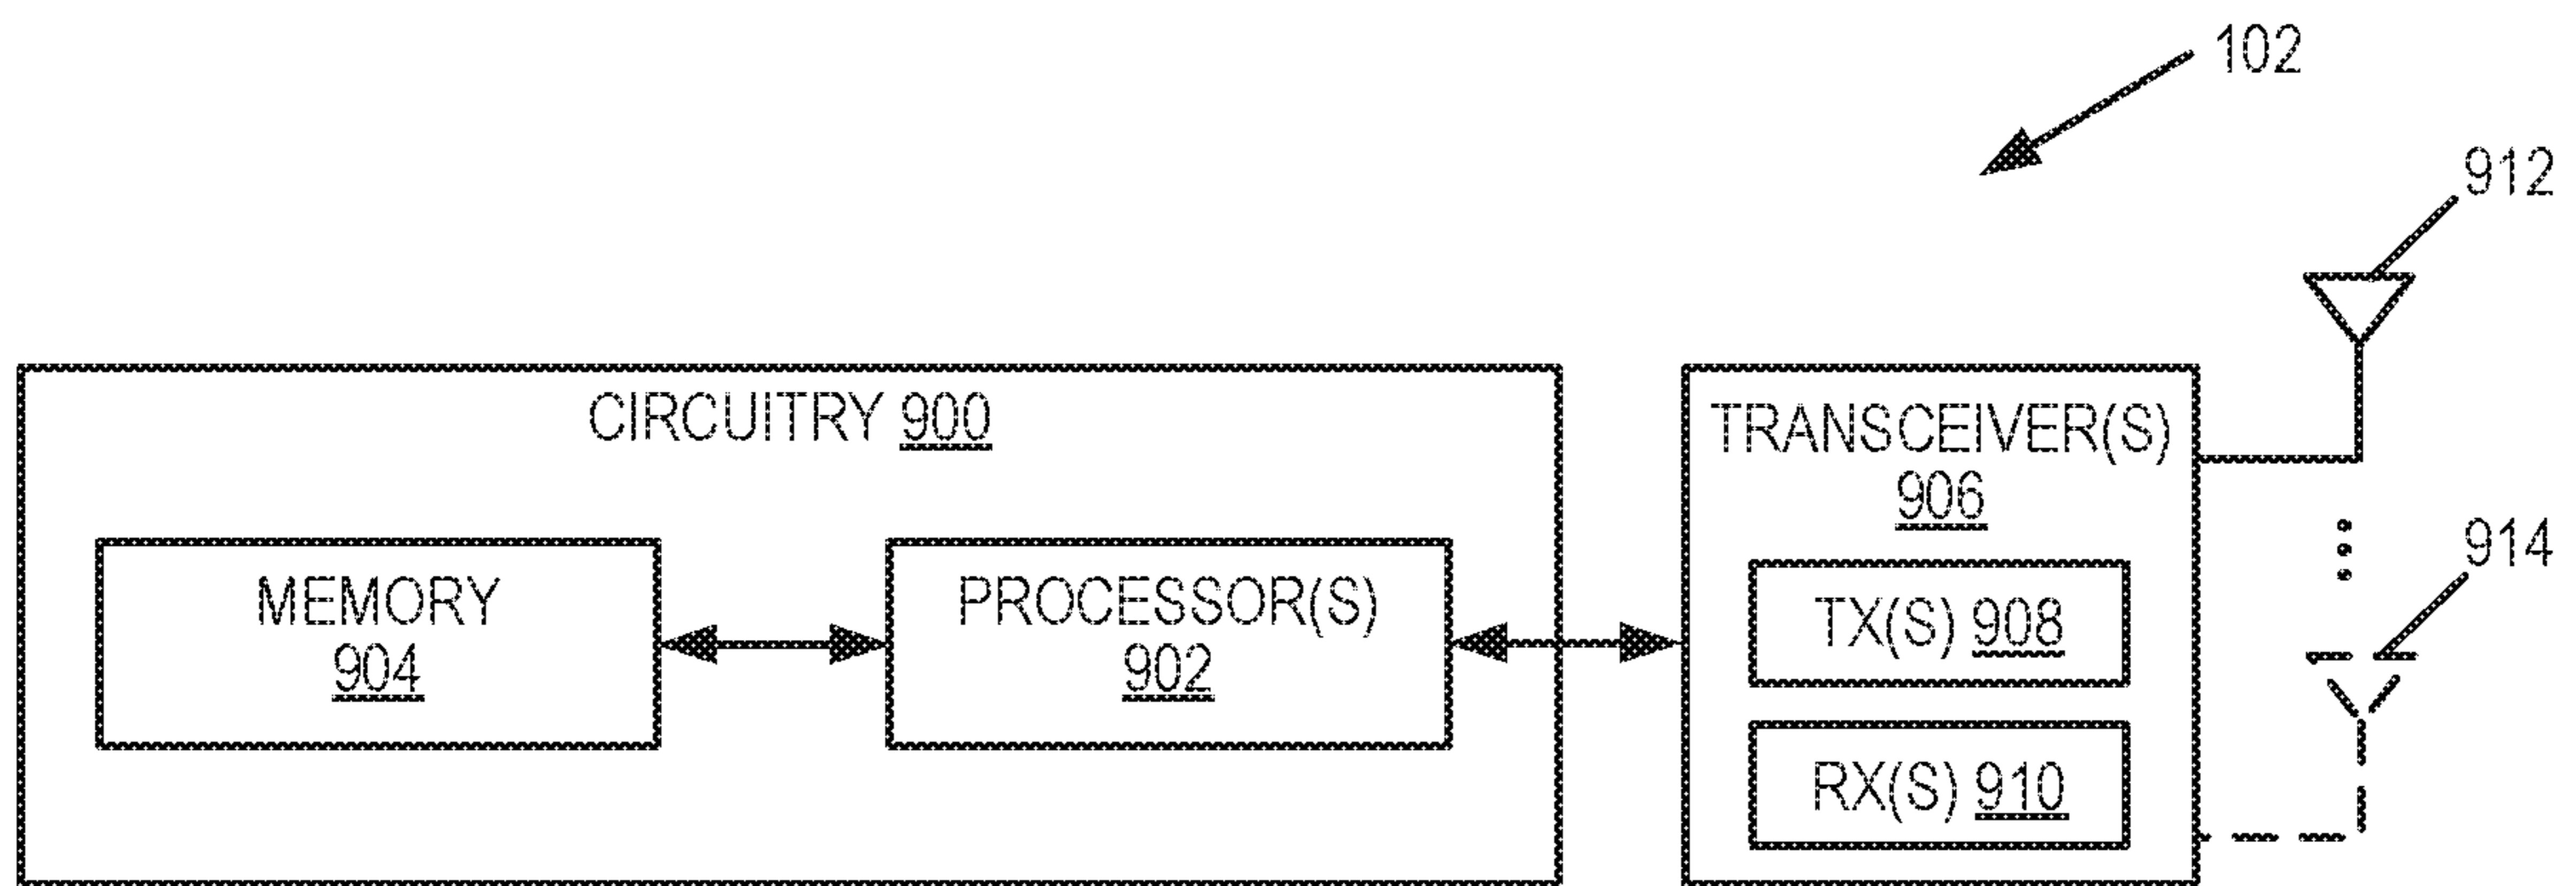 102
912
CIRCUITRY 900
TRANSCEIVER(S)
906
MEMORY
904
PROCESSOR(S)
902
TX(S) 908
914
RX(S) 910